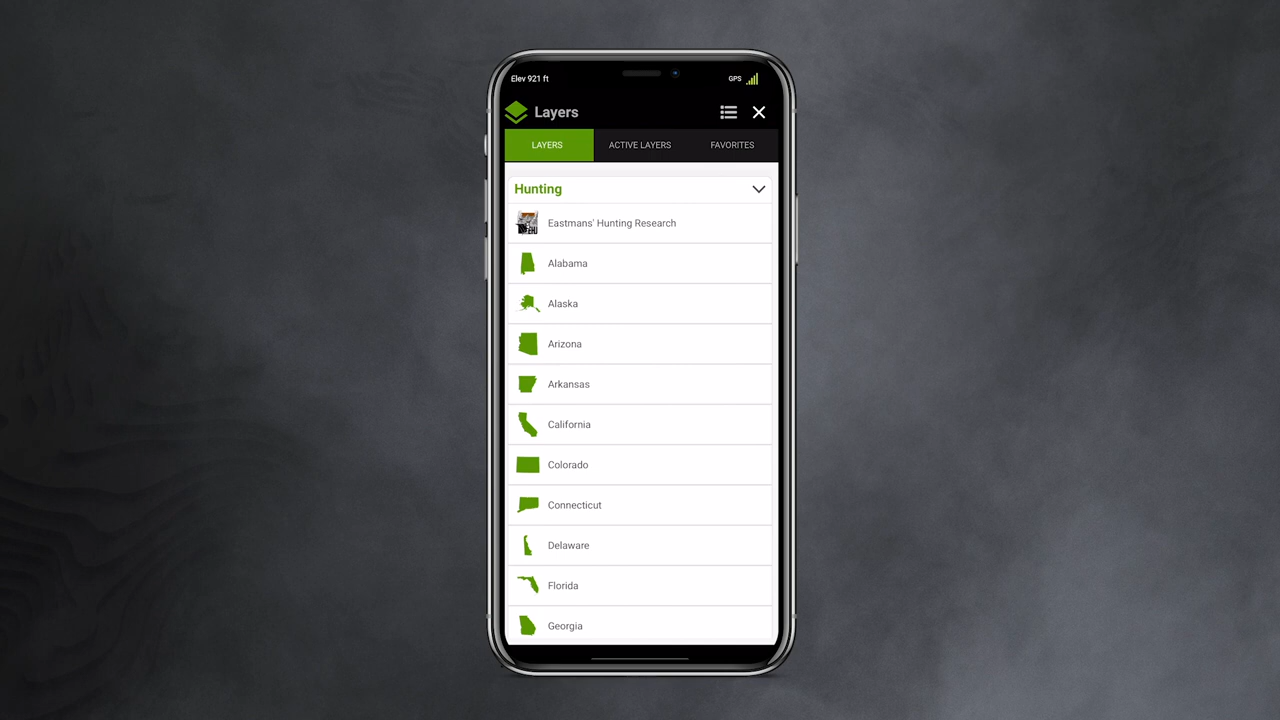 Elev 921 ft
GPS
Layers
LAYERS
ACTIVE LAYERS
FAVORITES
Hunting
Eastmans' Hunting Research
Alabama
Alaska
Arizona
Arkansas
California
Colorado
Connecticut
Delaware
Florida
Georgia